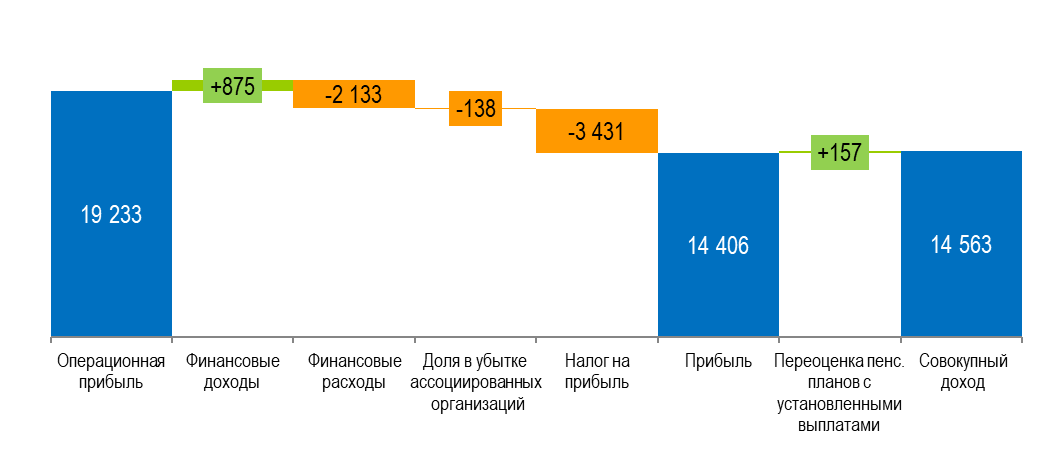 +875
-2 133
-138
-3 431
+157
19 233
14 406
14 563
Операционная
прибыль
Финансовые
доходы
Финансовые
расходы
Доля в убытке
ассоциированных
организаций
Налог на
прибыль
Прибыль
Переоценка пенс.
планов с
установленными
выплатами
Совокупный
доход